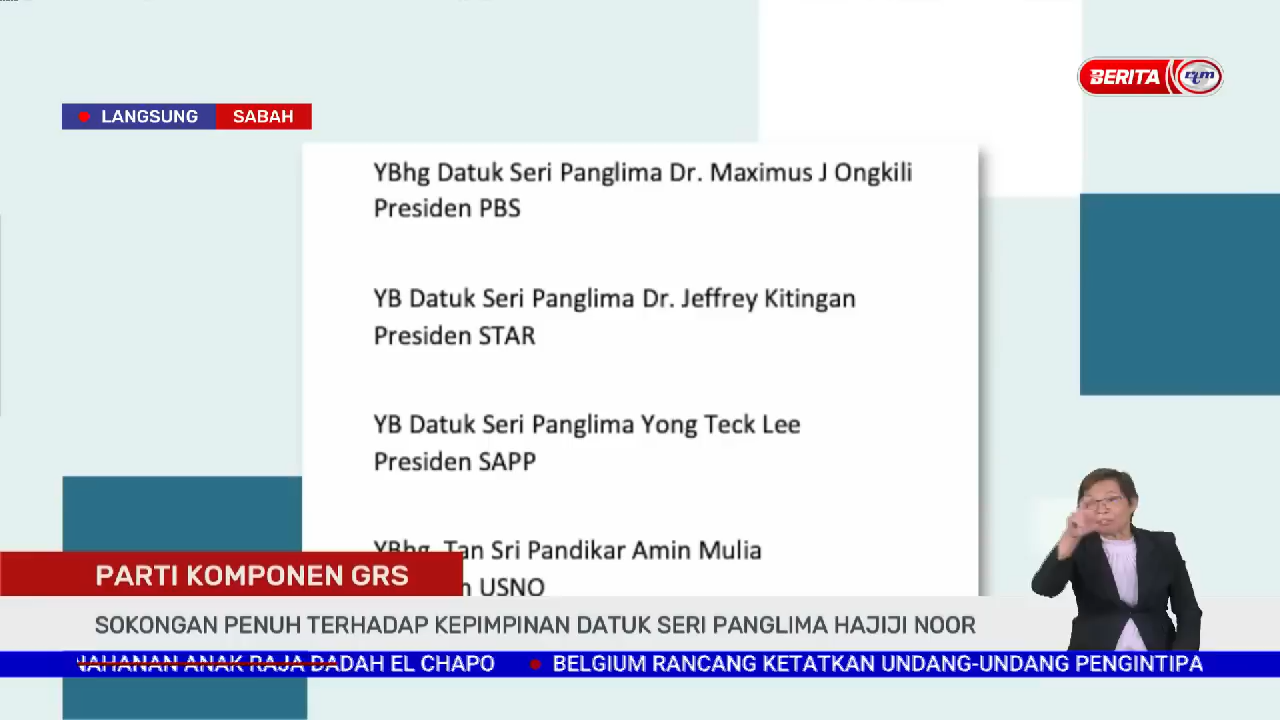 LANGSUNG SABAH
BERITA rtm
YBhg Datuk Seri Panglima Dr. Maximus J Ongkili
Presiden PBS
YB Datuk Seri Panglima Dr. Jeffrey Kitingan
Presiden STAR
YB Datuk Seri Panglima Yong Teck Lee
Presiden SAPP
YBhg. Tan Sri Pandikar Amin Mulia
USNO
PARTI KOMPONEN GRS
SOKONGAN PENUH TERHADAP KEPIMPINAN DATUK SERI PANGLIMA HAJIJI NOOR
ANAK RAJA DADAH EL CHAPO • BELGIUM RANCANG KETATKAN UNDANG-UNDANG PENGINTIPA